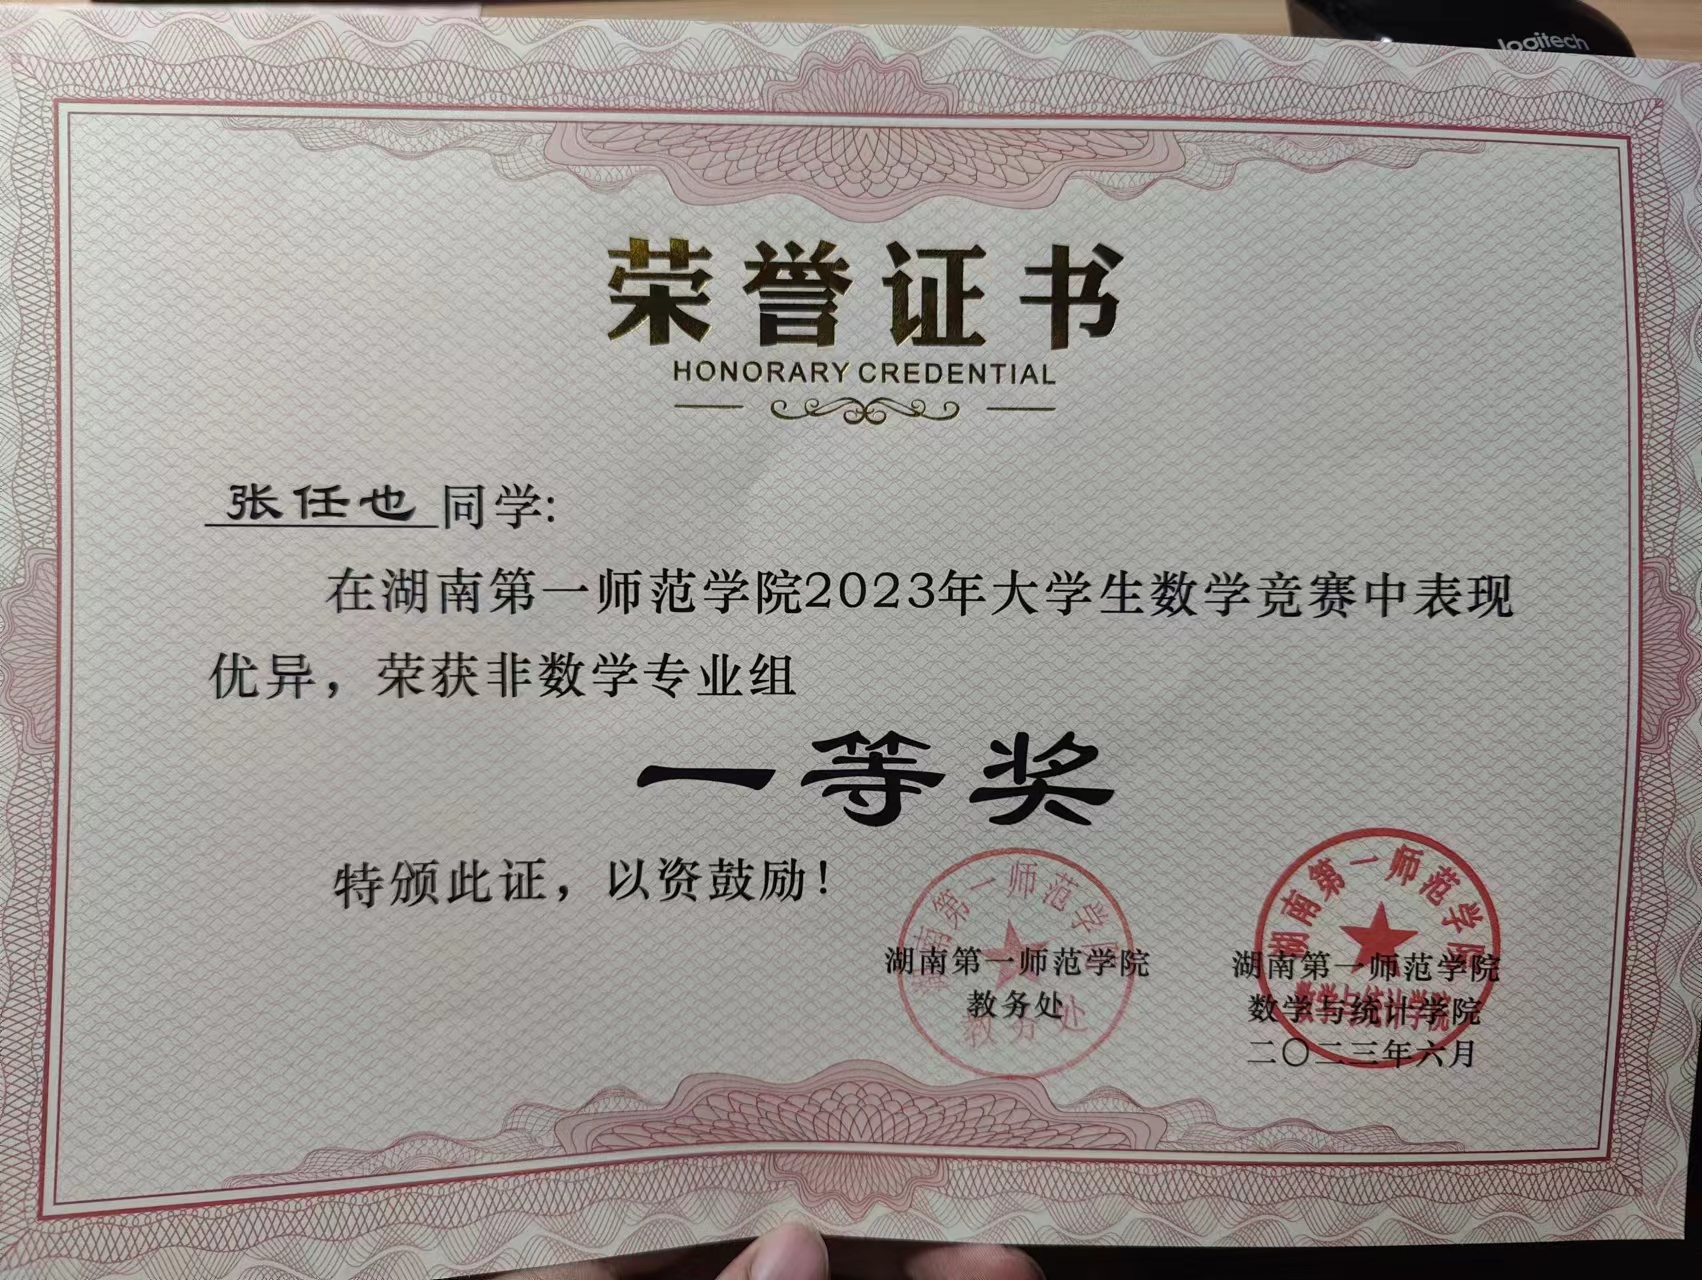 logitech
荣誉证书
HONORARY CREDENTIAL
张任也同学:
在湖南第一师范学院2023年大学生数学竞赛中表现
优异，荣获非数学专业组
一等奖
特颁此证，以资鼓励！
湖南第一师范学院
教务处
湖南第一师范学院
教务处
湖南第一师范学院
数学与统计学院
湖南第一师范学院
数学与统计学院
二〇二三年六月